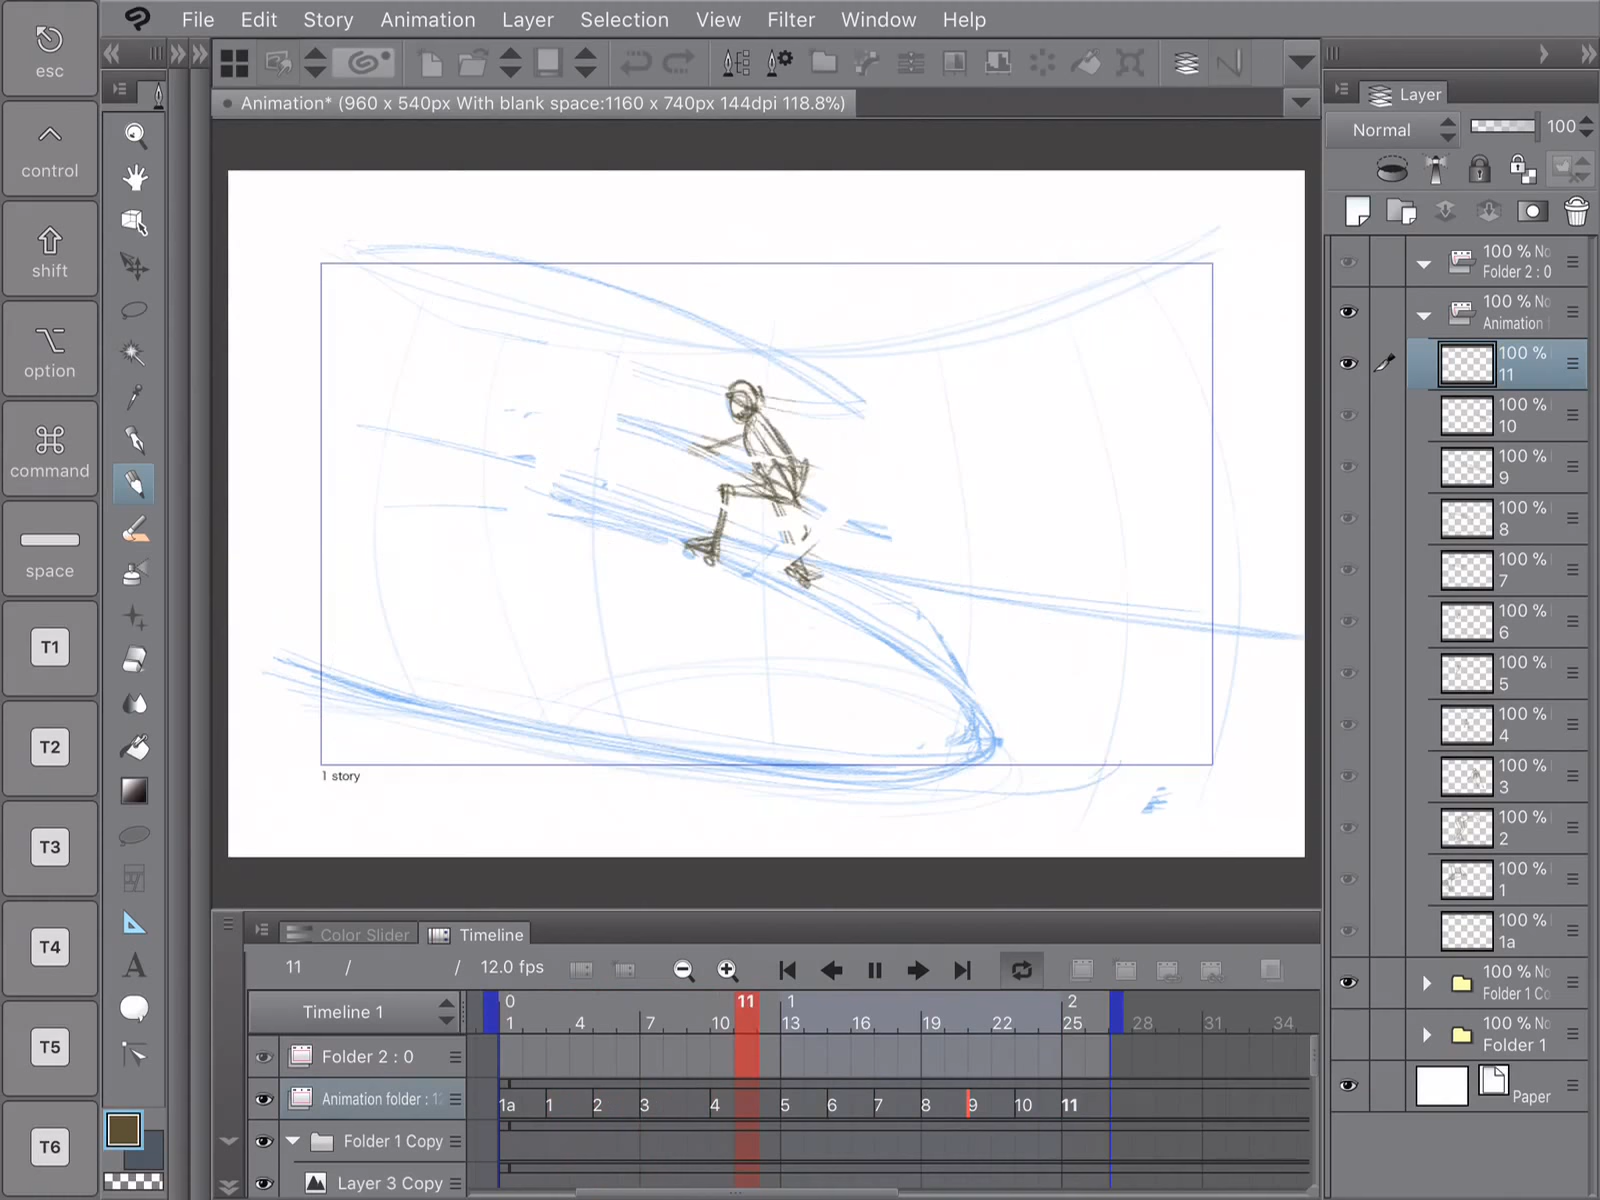 esc
control
shift
option
command
space
T1
T2
T3
T4
T5
T6
File Edit Story Animation Layer Selection View Filter Window Help
Animation* (960 x 540px With blank space:1160 x 740px 144dpi 118.8%)
1 story
Color Slider
Timeline
11 / / 12.0 fps
Timeline 1
0 11 1 2
1 4 7 10 13 16 19 22 25 28 31 34
Folder 2 : 0
Animation folder : 1
1a 1 2 3 4 5 6 7 8 9 10 11
Folder 1 Copy
Layer 3 Copy
Layer
Normal
100
100 % No
Folder 2 : 0
100 % No
Animation
100 %
11
100 %
10
100 %
9
100 %
8
100 %
7
100 %
6
100 %
5
100 %
4
100 %
3
100 %
2
100 %
1
100 %
1a
100 % No
Folder 1 Co
100 % No
Folder 1
Paper